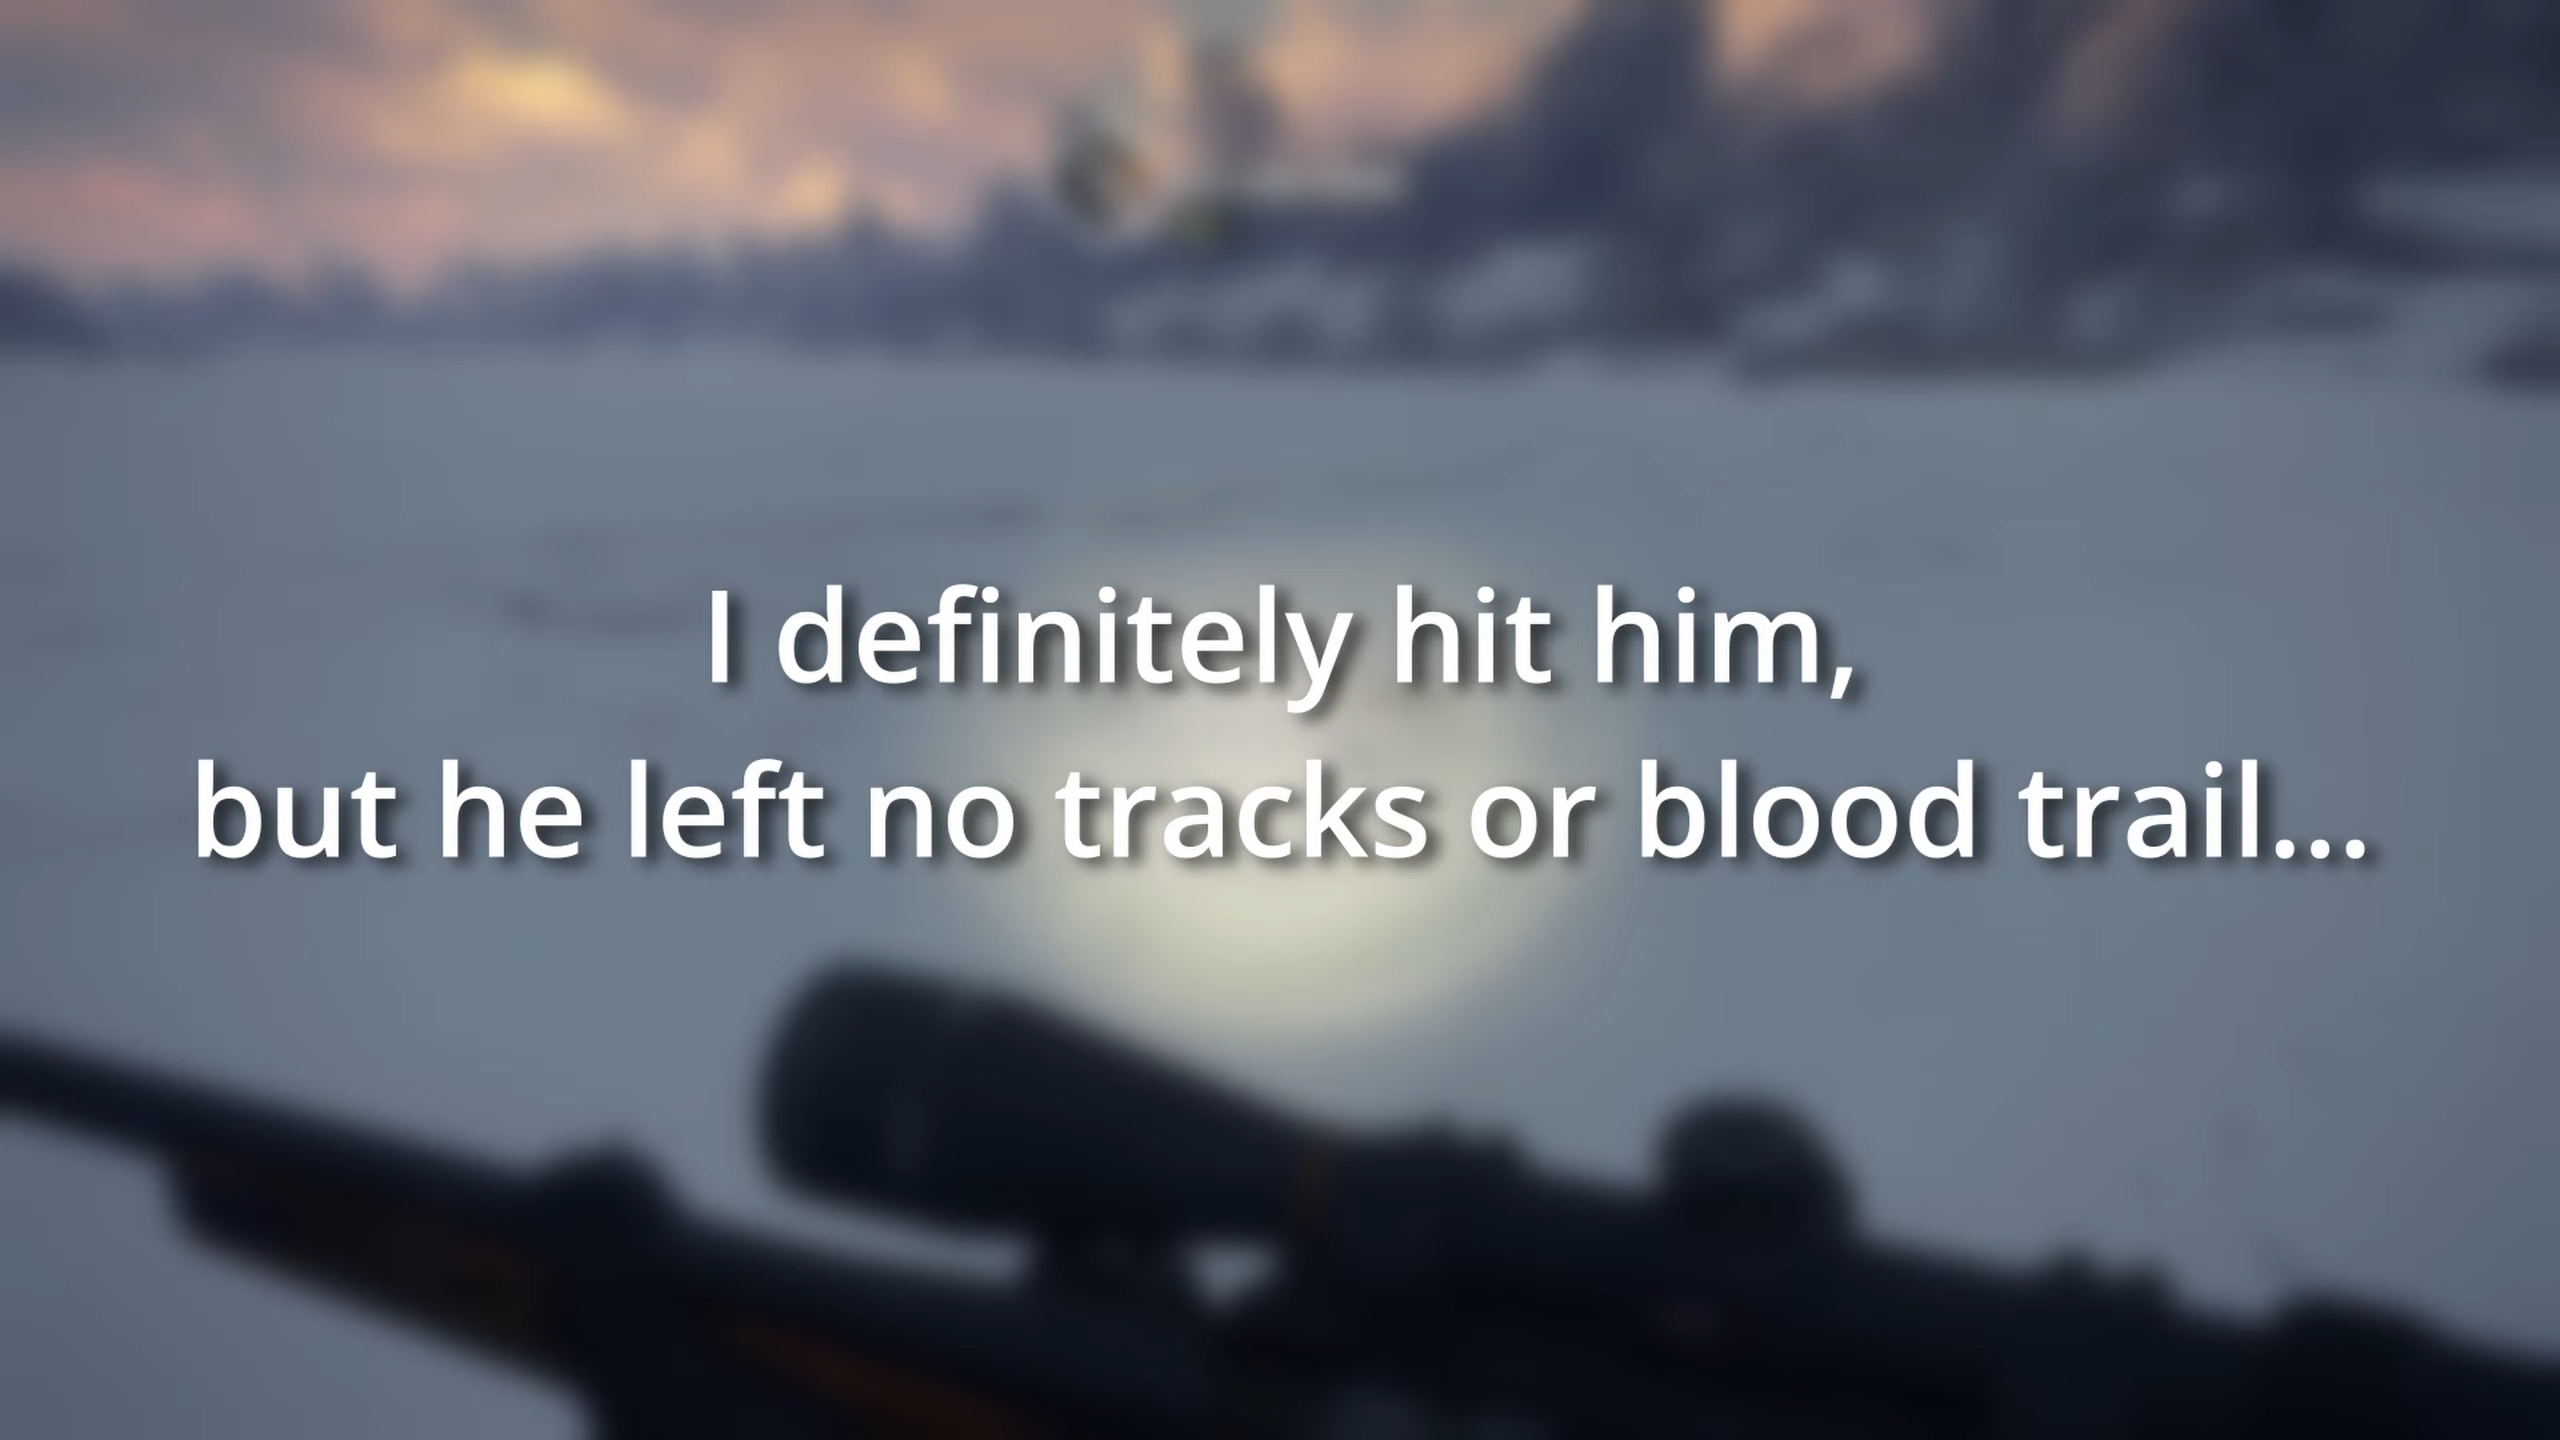 I definitely hit him,
but he left no tracks or blood trail...